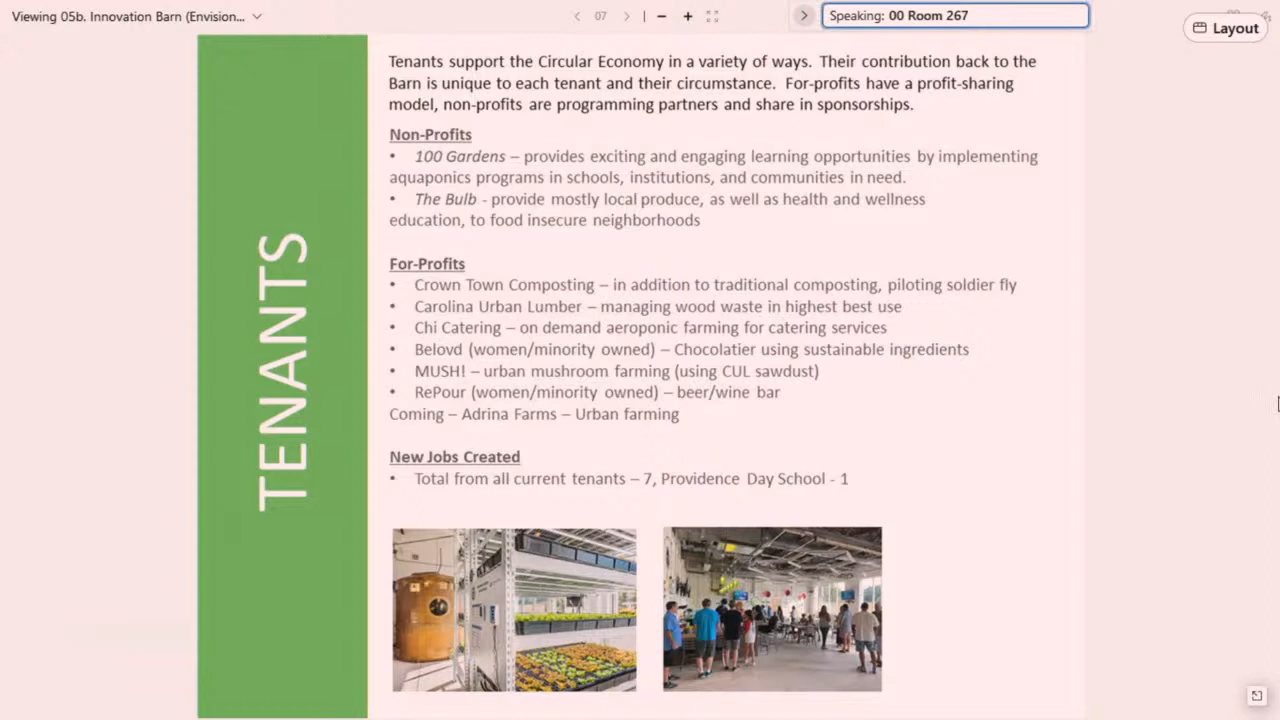 Viewing 05b. Innovation Barn (Envision...
07
Speaking: 00 Room 267
Layout
TENANTS
Tenants support the Circular Economy in a variety of ways. Their contribution back to the
Barn is unique to each tenant and their circumstance. For-profits have a profit-sharing
model, non-profits are programming partners and share in sponsorships.
Non-Profits
• 100 Gardens – provides exciting and engaging learning opportunities by implementing
aquaponics programs in schools, institutions, and communities in need.
• The Bulb - provide mostly local produce, as well as health and wellness
education, to food insecure neighborhoods
For-Profits
• Crown Town Composting – in addition to traditional composting, piloting soldier fly
• Carolina Urban Lumber – managing wood waste in highest best use
• Chi Catering – on demand aeroponic farming for catering services
• Belovd (women/minority owned) – Chocolatier using sustainable ingredients
• MUSH! – urban mushroom farming (using CUL sawdust)
• RePour (women/minority owned) – beer/wine bar
Coming – Adrina Farms – Urban farming
New Jobs Created
• Total from all current tenants – 7, Providence Day School - 1